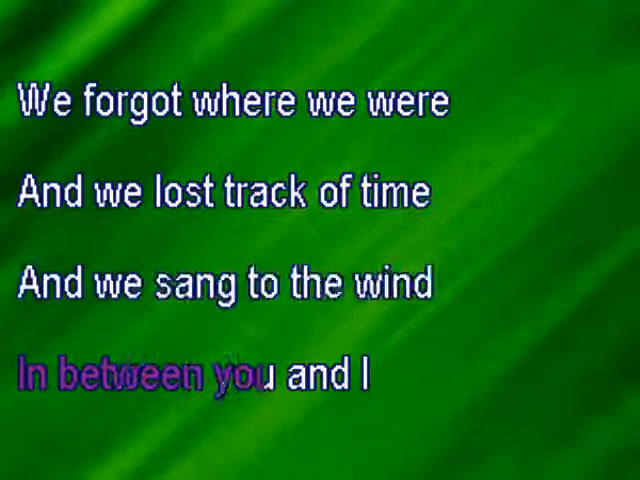 We forgot where we were
And we lost track of time
And we sang to the wind
In between you and I